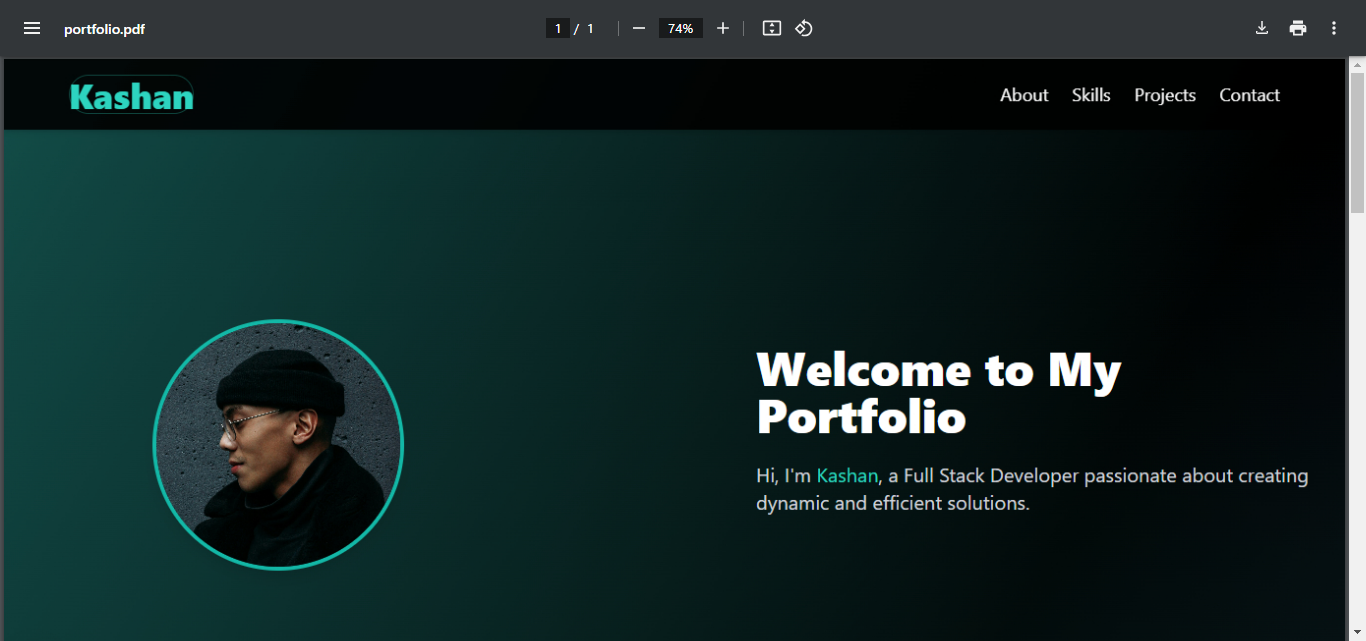 portfolio.pdf
1 / 1
74%
Kashan
About Skills Projects Contact
Welcome to My
Portfolio
Hi, I'm Kashan, a Full Stack Developer passionate about creating
dynamic and efficient solutions.